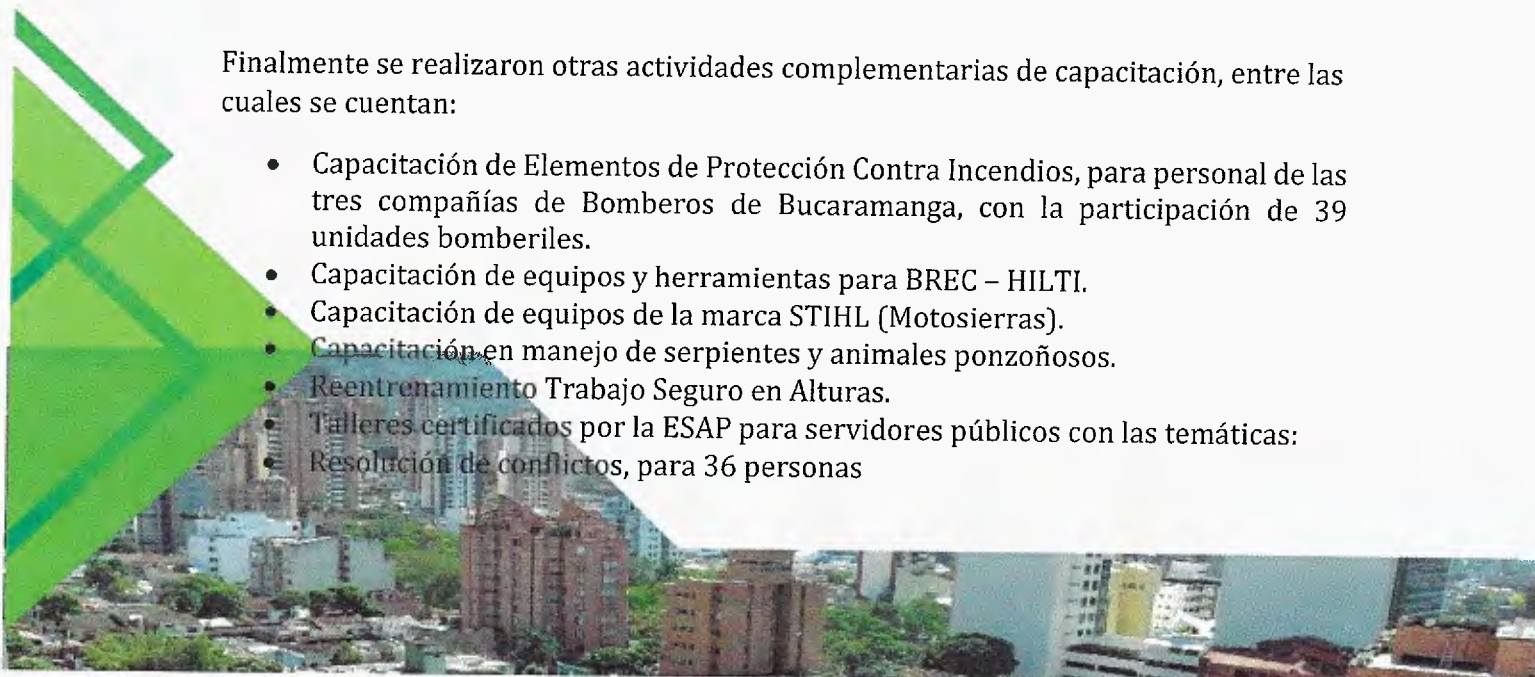 Finalmente se realizaron otras actividades complementarias de capacitación, entre las
cuales se cuentan:
• Capacitación de Elementos de Protección Contra Incendios, para personal de las
tres compañías de Bomberos de Bucaramanga, con la participación de 39
unidades bomberiles.
• Capacitación de equipos y herramientas para BREC – HILTI.
• Capacitación de equipos de la marca STIHL (Motosierras).
• Capacitación en manejo de serpientes y animales ponzoñosos.
• Reentrenamiento Trabajo Seguro en Alturas.
• Talleres certificados por la ESAP para servidores públicos con las temáticas:
• Resolución de conflictos, para 36 personas